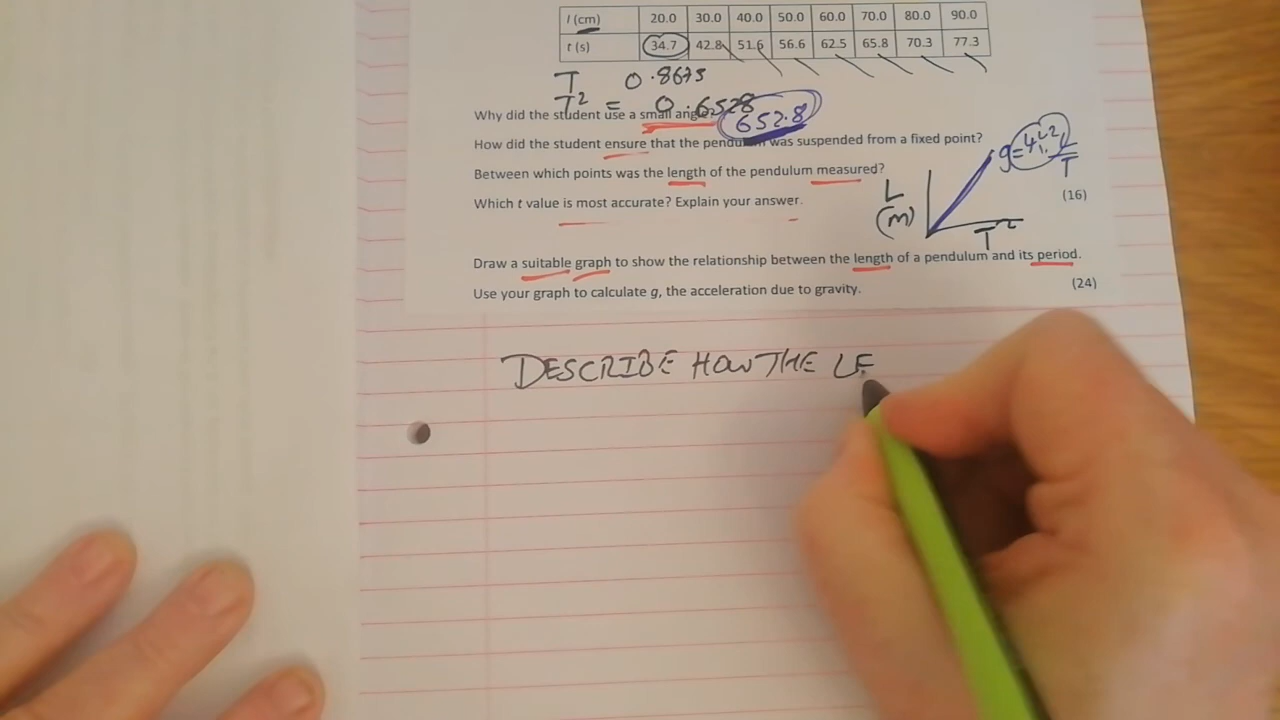 l (cm) 20.0 30.0 40.0 50.0 60.0 70.0 80.0 90.0
t (s) 34.7 42.8 51.6 56.6 62.5 65.8 70.3 77.3
T 0.8675
T² = 0.6528
652.8
Why did the student use a small angle?
How did the student ensure that the pendulum was suspended from a fixed point?
Between which points was the length of the pendulum measured?
(16)
Which t value is most accurate? Explain your answer.
g=4
L
(m)
T²
Draw a suitable graph to show the relationship between the length of a pendulum and its period.
Use your graph to calculate g, the acceleration due to gravity.
(24)
DESCRIBE HOW THE LE